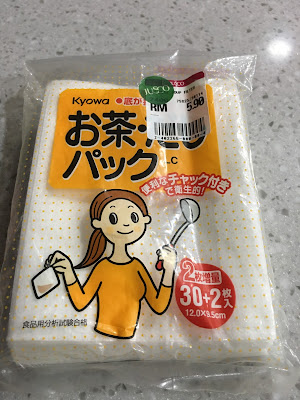 Kyowa
底が
JUSCO
RM
5.90
お茶
パック
-C
便利なチャック付き
で衛生的!
2枚増量
30+2枚入
12.0×9.5cm
食品用分析試験合格